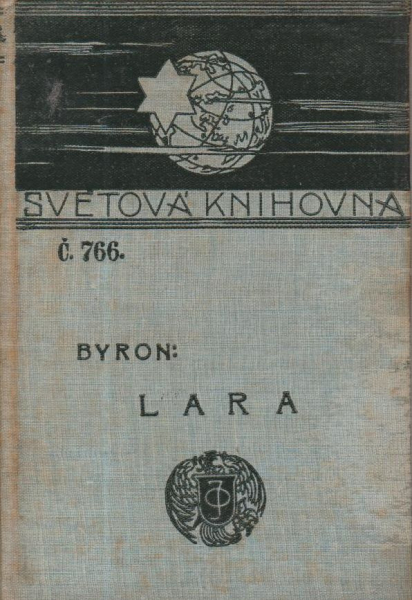 SVĚTOVÁ KNIHOVNA
Č. 766.
BYRON:
LARA